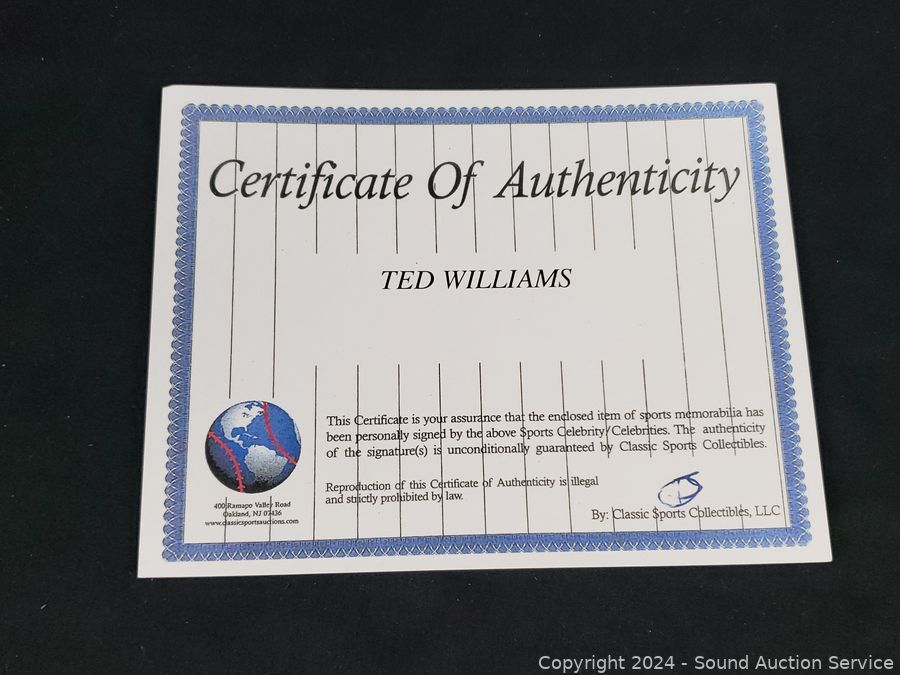 Certificate Of Authenticity
TED WILLIAMS
This Certificate is your assurance that the enclosed item of sports memorabilia has
been personally signed by the above Sports Celebrity/Celebrities. The authenticity
of the signature(s) is unconditionally guaranteed by Classic Sports Collectibles.
Reproduction of this Certificate of Authenticity is illegal
and strictly prohibited by law.
400 Ramapo Valley Road
Oakland, NJ 07436
www.classicsportsauctions.com
By: Classic Sports Collectibles, LLC
Copyright 2024 - Sound Auction Service